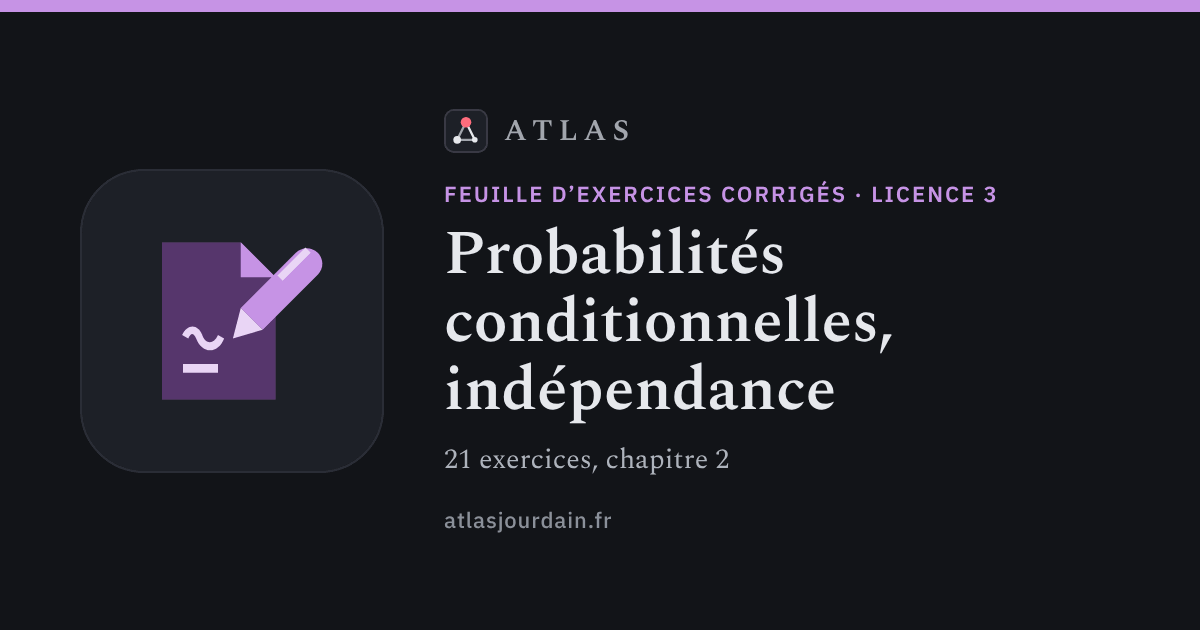 ATLAS
FEUILLE D’EXERCICES CORRIGÉS · LICENCE 3
Probabilités
conditionnelles,
indépendance
21 exercices, chapitre 2
atlasjourdain.fr